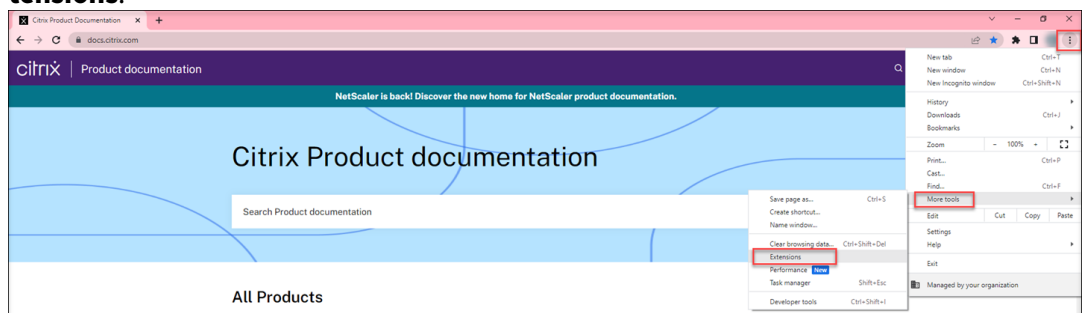 tensions.
Citrix Product Documentation × +
docs.citrix.com
citrix | Product documentation
NetScaler is back! Discover the new home for NetScaler product documentation.
Citrix Product documentation
Search Product documentation
All Products
New tab Ctrl+T
New window Ctrl+N
New Incognito window Ctrl+Shift+N
History
Downloads Ctrl+J
Bookmarks
Zoom - 100% +
Print... Ctrl+P
Cast...
Find... Ctrl+F
More tools
Edit Cut Copy Paste
Settings
Help
Exit
Managed by your organization
Save page as... Ctrl+S
Create shortcut...
Name window...
Clear browsing data... Ctrl+Shift+Del
Extensions
Performance New
Task manager Shift+Esc
Developer tools Ctrl+Shift+I